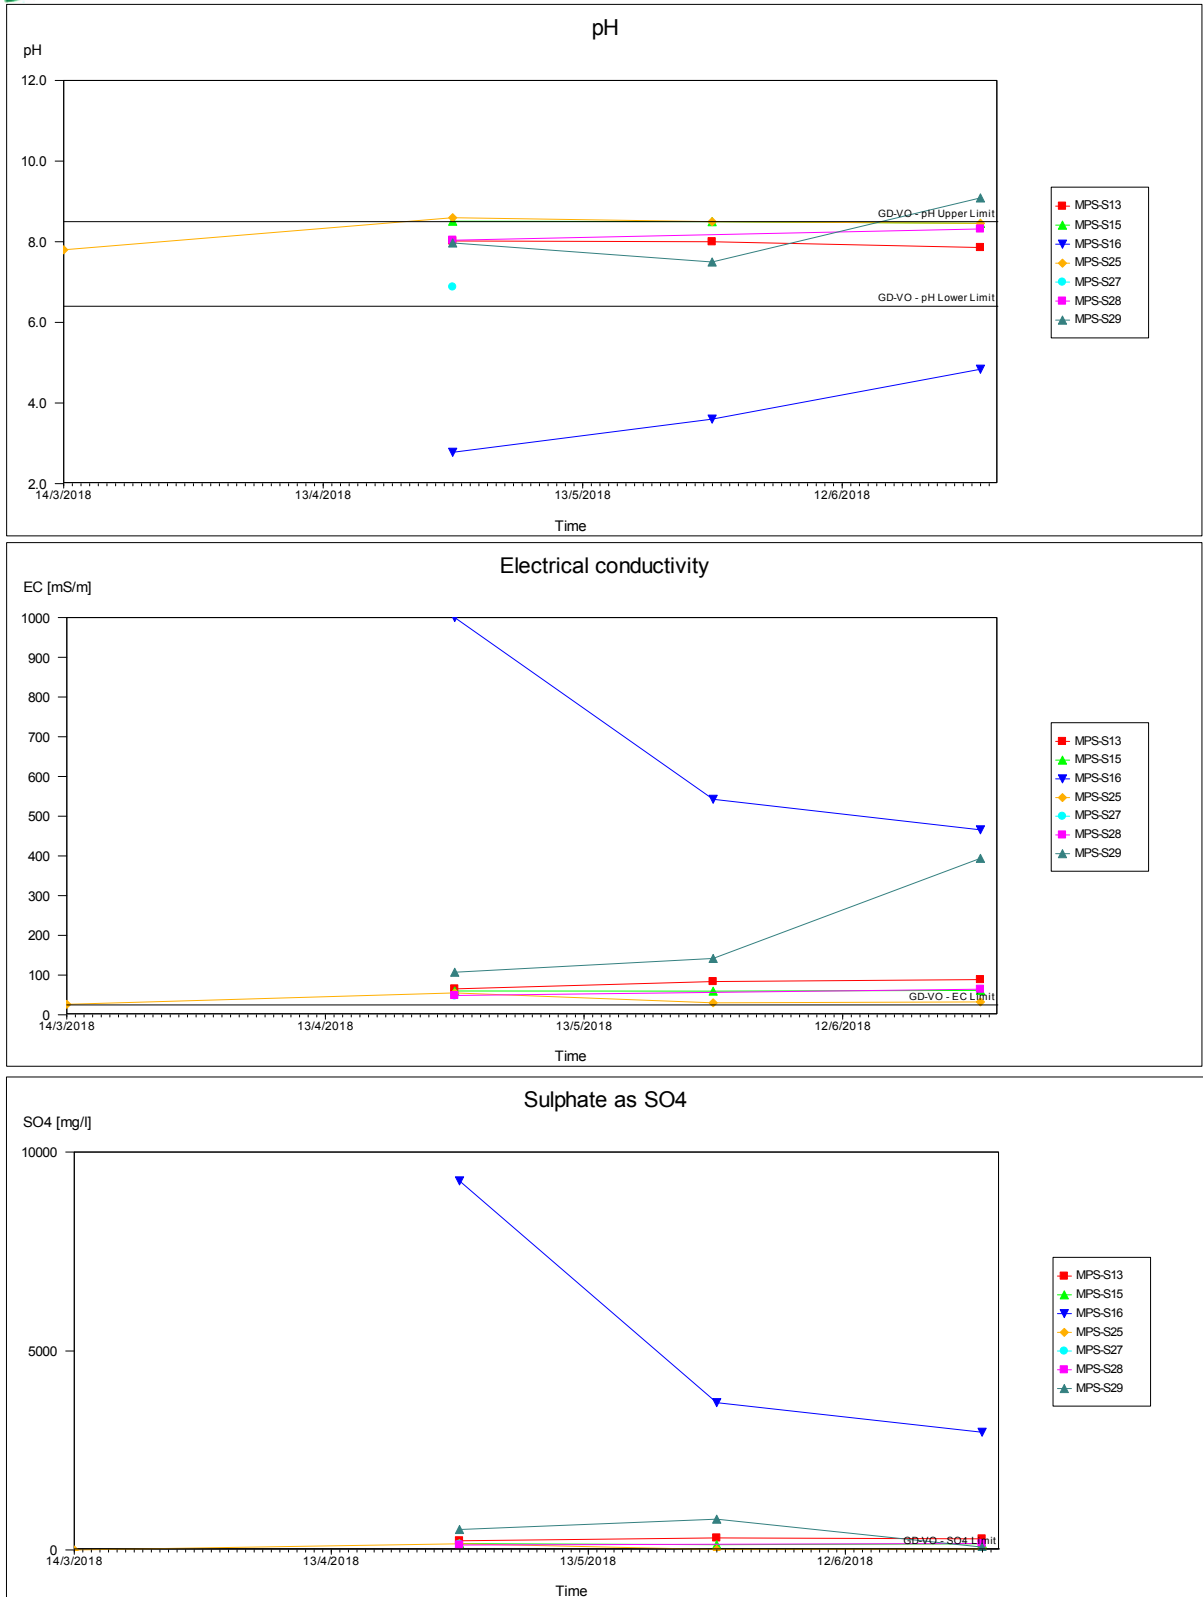 pH
pH
12.0
10.0
8.0
6.0
4.0
2.0
GD-VO - pH Upper Limit
GD-VO - pH Lower Limit
14/3/2018 13/4/2018 13/5/2018 12/6/2018
Time
MPS-S13
MPS-S15
MPS-S16
MPS-S25
MPS-S27
MPS-S28
MPS-S29
Electrical conductivity
EC [mS/m]
1000
900
800
700
600
500
400
300
200
100
0
GD-VO - EC Limit
14/3/2018 13/4/2018 13/5/2018 12/6/2018
Time
MPS-S13
MPS-S15
MPS-S16
MPS-S25
MPS-S27
MPS-S28
MPS-S29
Sulphate as SO4
SO4 [mg/l]
10000
5000
0
GD-VO - SO4 Limit
14/3/2018 13/4/2018 13/5/2018 12/6/2018
Time
MPS-S13
MPS-S15
MPS-S16
MPS-S25
MPS-S27
MPS-S28
MPS-S29